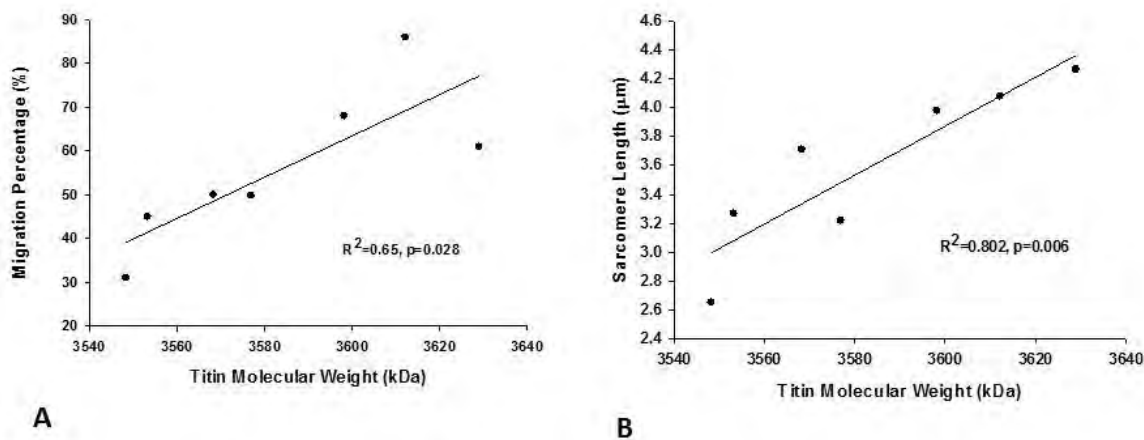 Migration Percentage (%)
90
80
70
60
50
40
30
20
R²=0.65, p=0.028
3540 3560 3580 3600 3620 3640
Titin Molecular Weight (kDa)
A
Sarcomere Length (μm)
4.6
4.4
4.2
4.0
3.8
3.6
3.4
3.2
3.0
2.8
2.6
2.4
R²=0.802, p=0.006
3540 3560 3580 3600 3620 3640
Titin Molecular Weight (kDa)
B